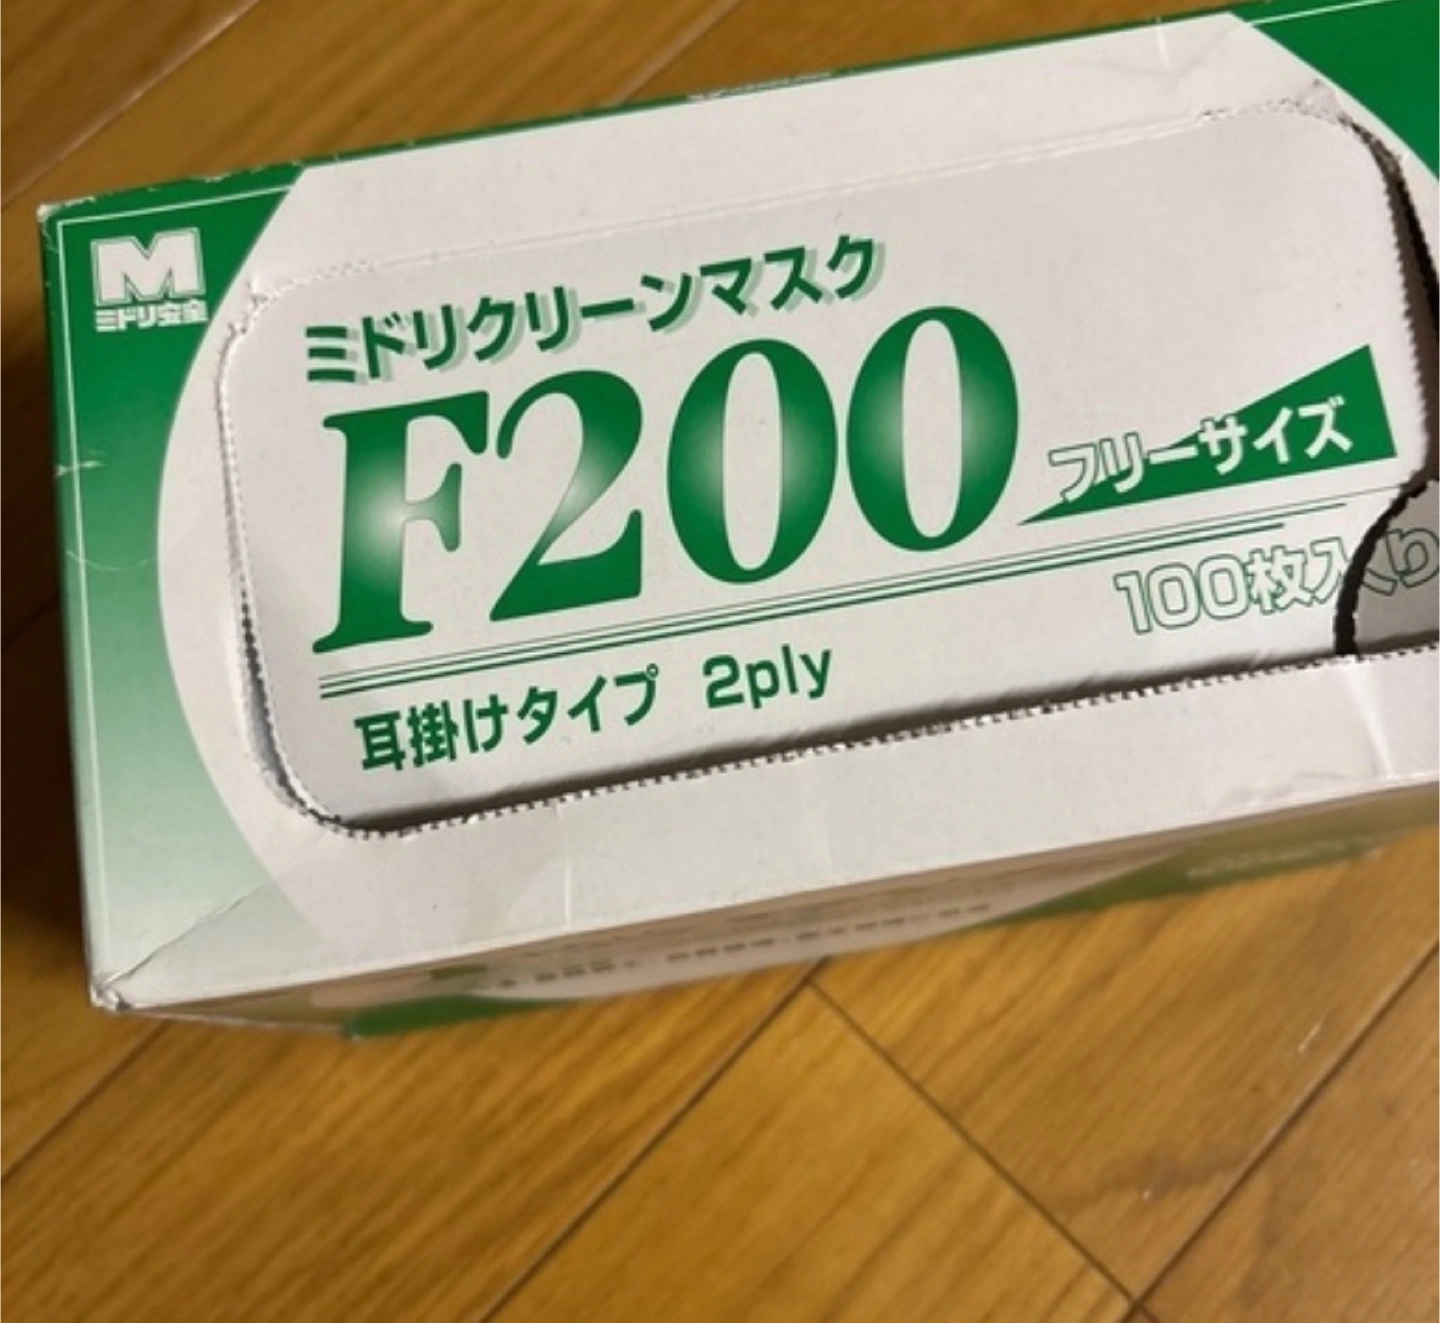 M
ミドリ安全
ミドリクリーンマスク
F200
フリーサイズ
100枚入り
耳掛けタイプ 2ply